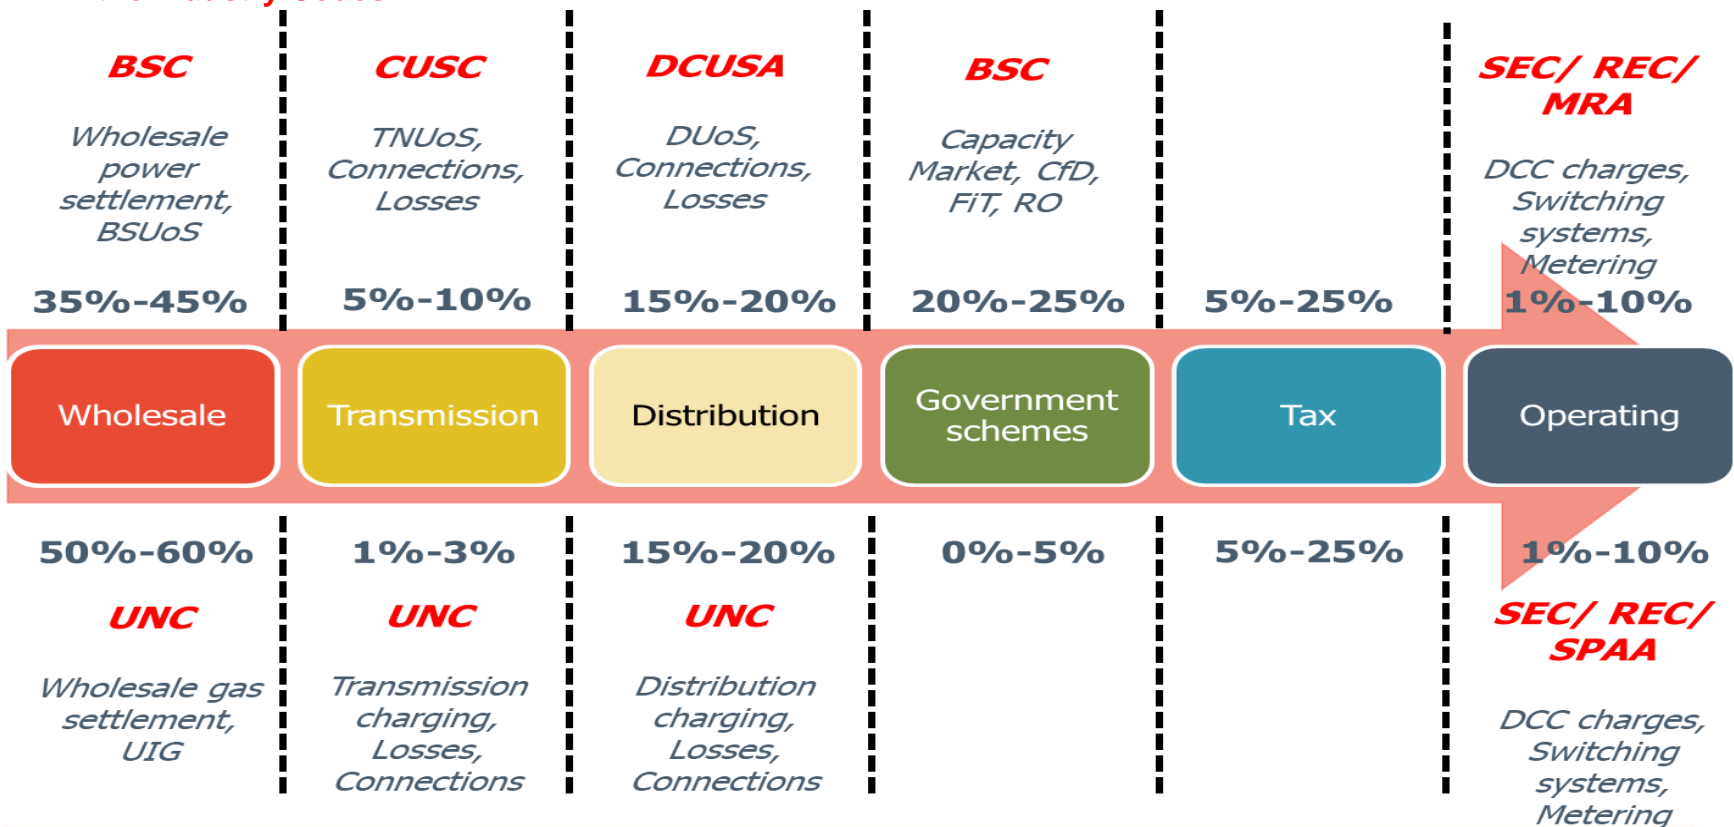 BSC
Wholesale
power
settlement,
BSUoS
35%-45%
CUSC
TNUoS,
Connections,
Losses
5%-10%
DCUSA
DUoS,
Connections,
Losses
15%-20%
BSC
Capacity
Market, CfD,
FiT, RO
20%-25%
5%-25%
SEC/ REC/
MRA
DCC charges,
Switching
systems,
Metering
1%-10%
Wholesale
Transmission
Distribution
Government
schemes
Tax
Operating
50%-60%
UNC
Wholesale gas
settlement,
UIG
1%-3%
UNC
Transmission
charging,
Losses,
Connections
15%-20%
UNC
Distribution
charging,
Losses,
Connections
0%-5%
5%-25%
1%-10%
SEC/ REC/
SPAA
DCC charges,
Switching
systems,
Metering